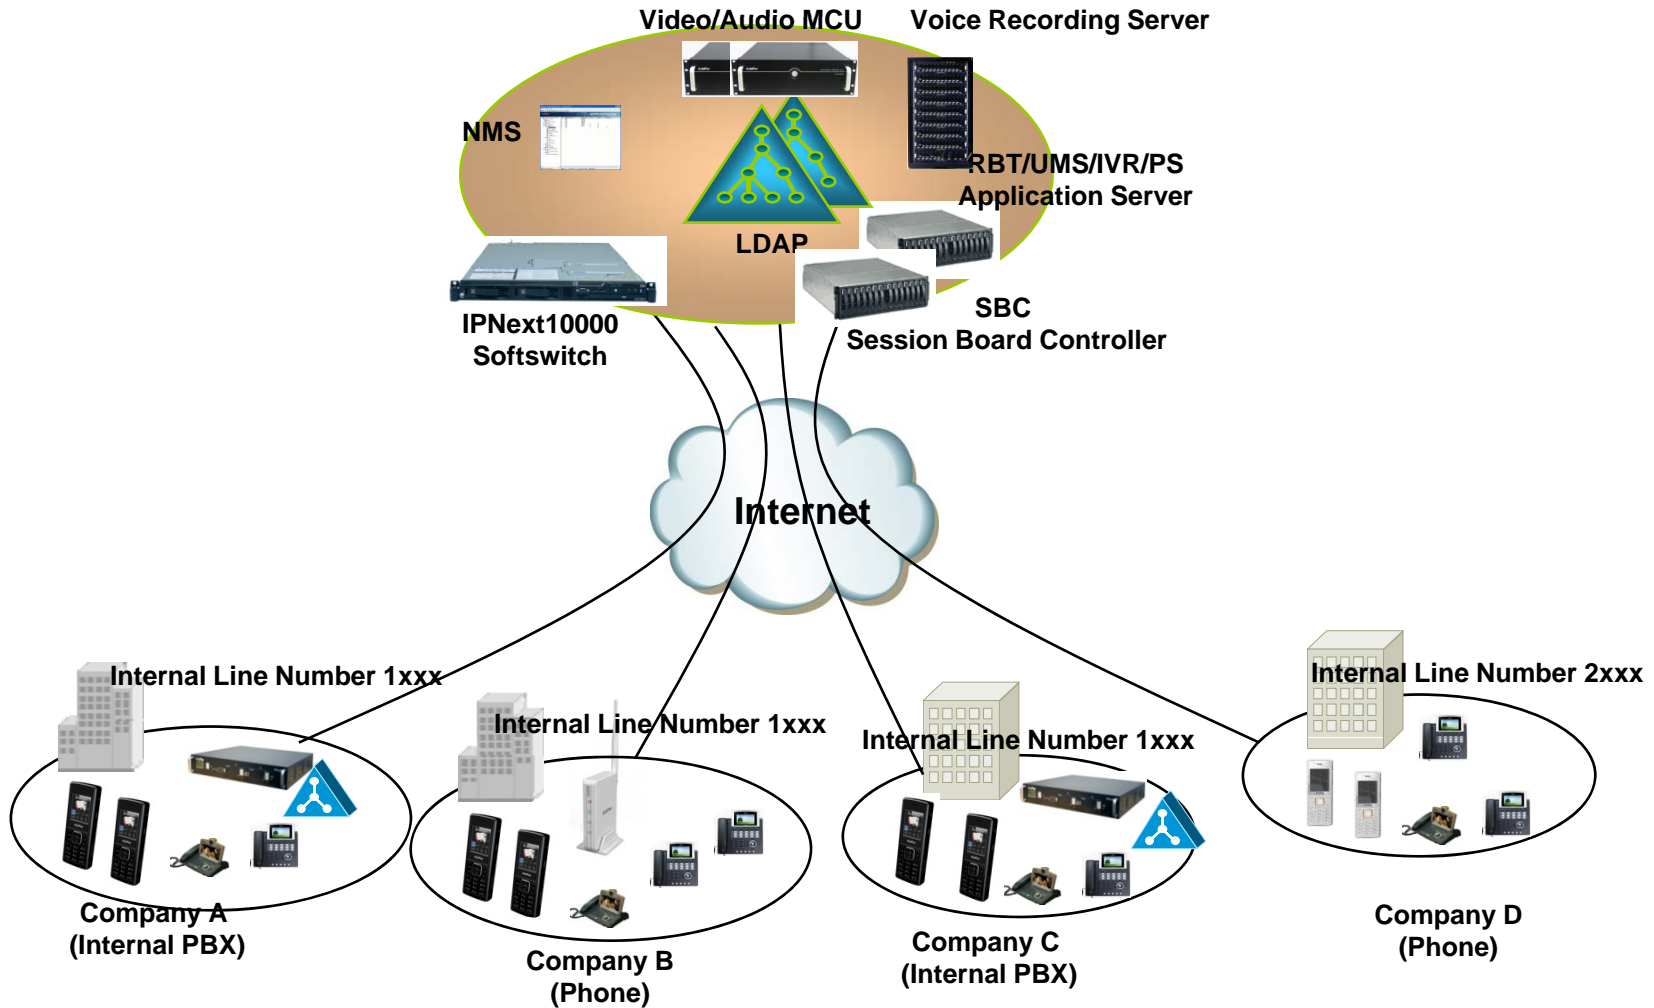 Video/Audio MCU
Voice Recording Server
NMS
RBT/UMS/IVR/PS
Application Server
LDAP
IPNext10000
Softswitch
SBC
Session Board Controller
Internet
Internal Line Number 1xxx
Internal Line Number 1xxx
Internal Line Number 1xxx
Internal Line Number 2xxx
Company A
(Internal PBX)
Company B
(Phone)
Company C
(Internal PBX)
Company D
(Phone)